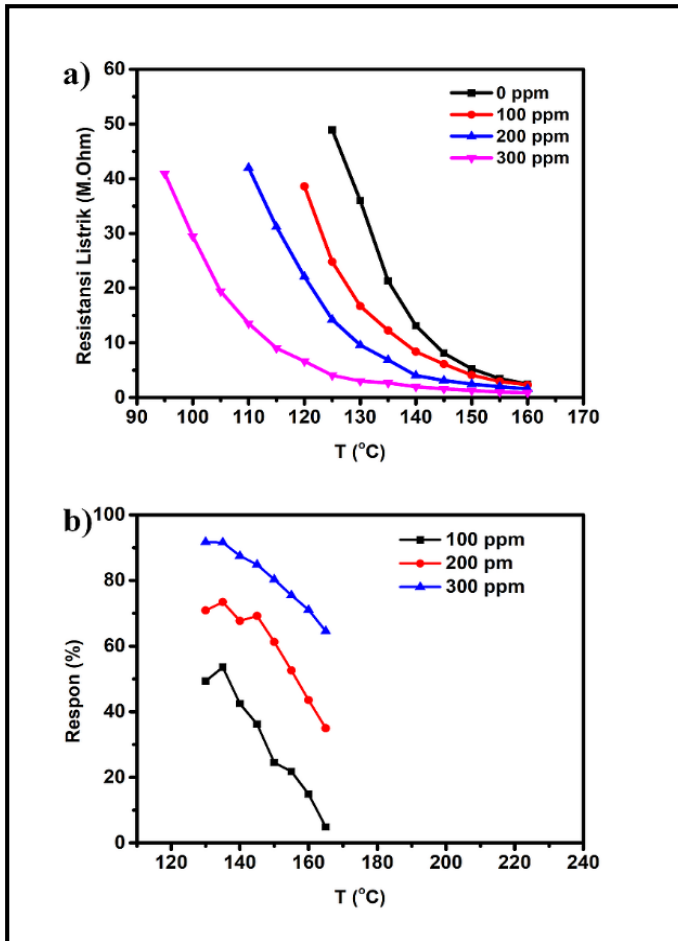 a)
60
50
40
30
20
10
0
Resistansi Listrik (M.Ohm)
0 ppm
100 ppm
200 ppm
300 ppm
90 100 110 120 130 140 150 160 170
T (°C)
b)
100
80
60
40
20
0
Respon (%)
100 ppm
200 pm
300 ppm
120 140 160 180 200 220 240
T (°C)